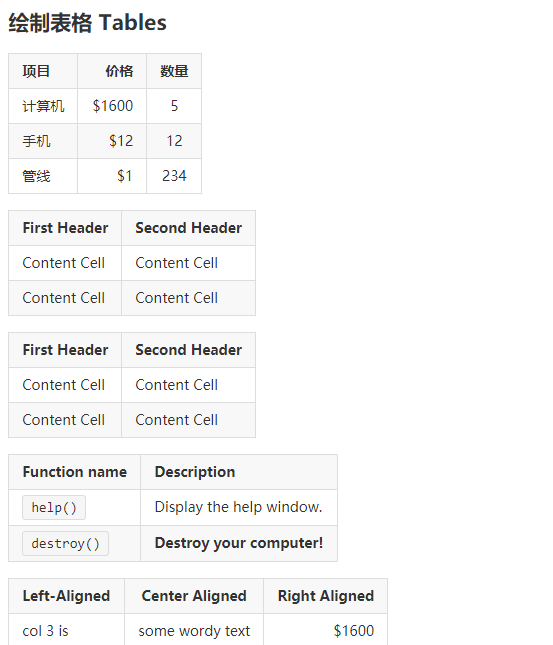 绘制表格 Tables
项目 价格 数量
计算机 $1600 5
手机 $12 12
管线 $1 234
First Header Second Header
Content Cell Content Cell
Content Cell Content Cell
First Header Second Header
Content Cell Content Cell
Content Cell Content Cell
Function name Description
help() Display the help window.
destroy() Destroy your computer!
Left-Aligned Center Aligned Right Aligned
col 3 is some wordy text $1600